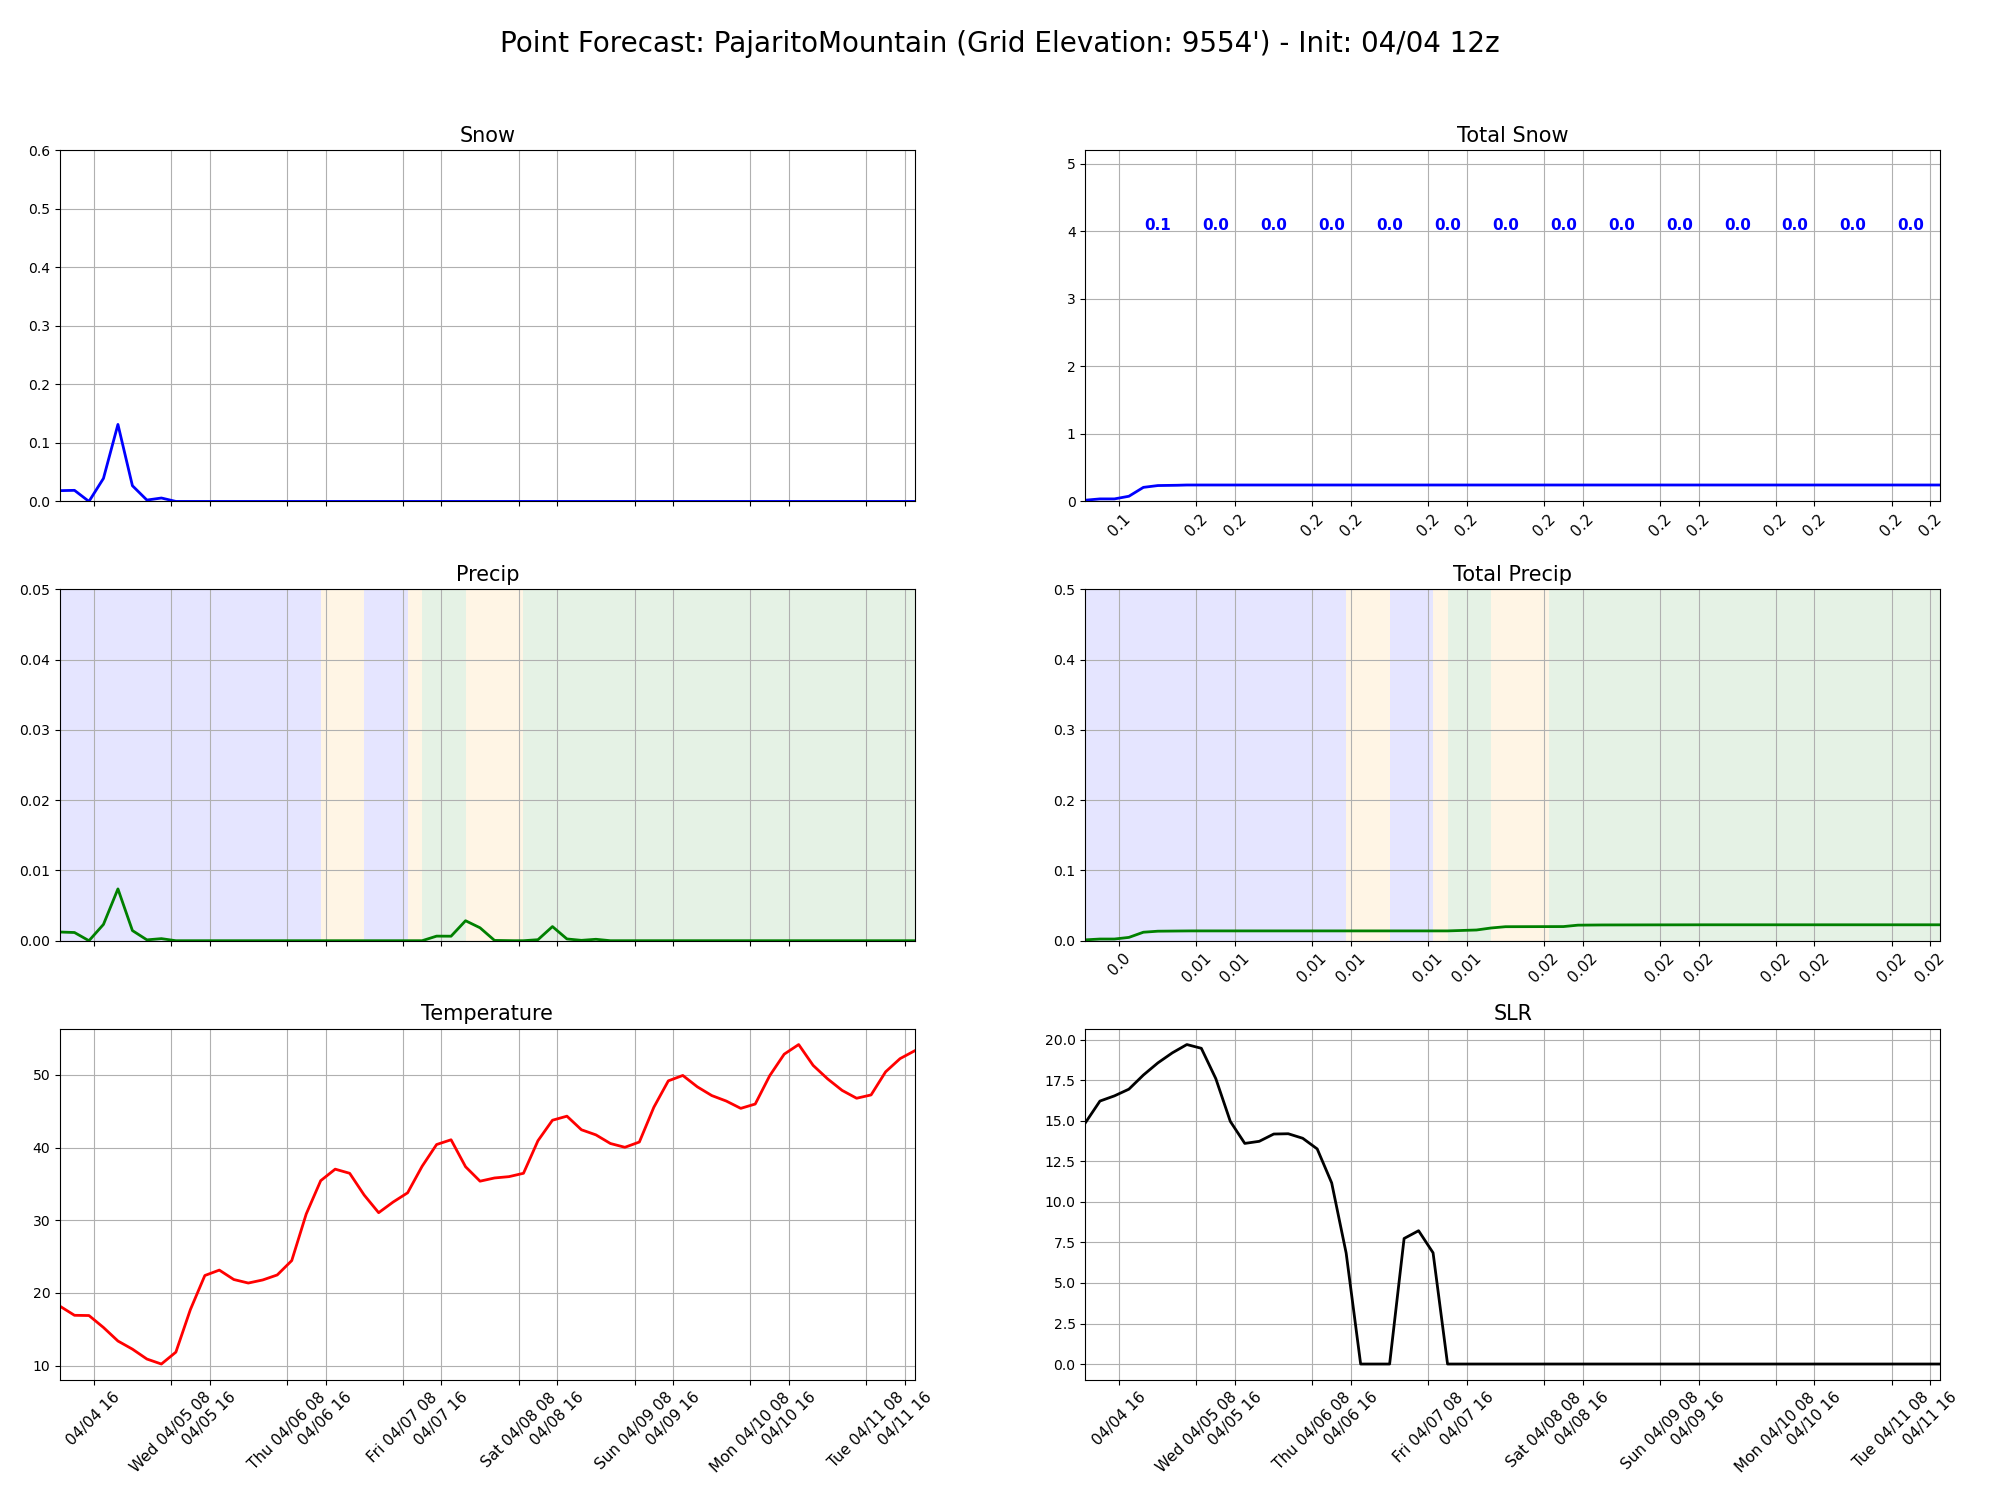 Point Forecast: PajaritoMountain (Grid Elevation: 9554') - Init: 04/04 12z
Snow
0.6
0.5
0.4
0.3
0.2
0.1
0.0
Total Snow
5
4
3
2
1
0
0.1 0.0 0.0 0.0 0.0 0.0 0.0 0.0 0.0 0.0 0.0 0.0 0.0 0.0
0.1 0.2 0.2 0.2 0.2 0.2 0.2 0.2 0.2 0.2 0.2 0.2 0.2 0.2 0.2
Precip
0.05
0.04
0.03
0.02
0.01
0.00
Total Precip
0.5
0.4
0.3
0.2
0.1
0.0
0.0 0.01 0.01 0.01 0.01 0.01 0.01 0.02 0.02 0.02 0.02 0.02 0.02 0.02 0.02
Temperature
50
40
30
20
10
04/04 16
Wed 04/05 08
04/05 16
Thu 04/06 08
04/06 16
Fri 04/07 08
04/07 16
Sat 04/08 08
04/08 16
Sun 04/09 08
04/09 16
Mon 04/10 08
04/10 16
Tue 04/11 08
04/11 16
SLR
20.0
17.5
15.0
12.5
10.0
7.5
5.0
2.5
0.0
04/04 16
Wed 04/05 08
04/05 16
Thu 04/06 08
04/06 16
Fri 04/07 08
04/07 16
Sat 04/08 08
04/08 16
Sun 04/09 08
04/09 16
Mon 04/10 08
04/10 16
Tue 04/11 08
04/11 16